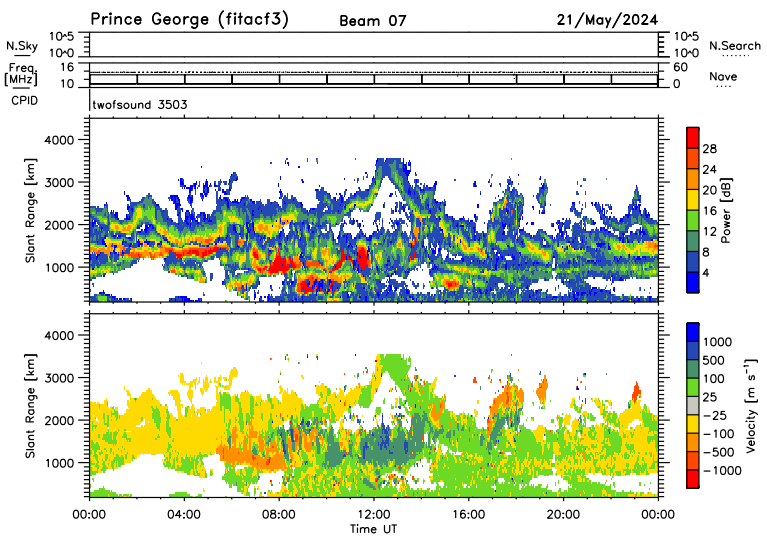 Prince George (fitacf3) Beam 07 21/May/2024
N.Sky 10^5 10^0 10^5 10^0 N.Search
Freq. [MHz] 16 10 60 0 Nave
CPID twofsound 3503
Slant Range [km] 4000 3000 2000 1000
28 24 20 16 12 8 4 Power [dB]
Slant Range [km] 4000 3000 2000 1000
1000 500 100 25 −25 −100 −500 −1000 Velocity [m s⁻¹]
00:00 04:00 08:00 12:00 16:00 20:00 00:00
Time UT